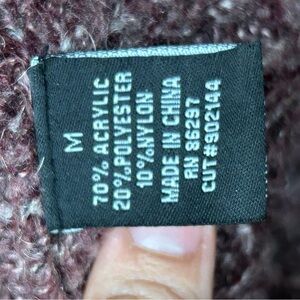 M
70% ACRYLIC
20% POLYESTER
10% NYLON
MADE IN CHINA
RN 86297
CUT# 902144